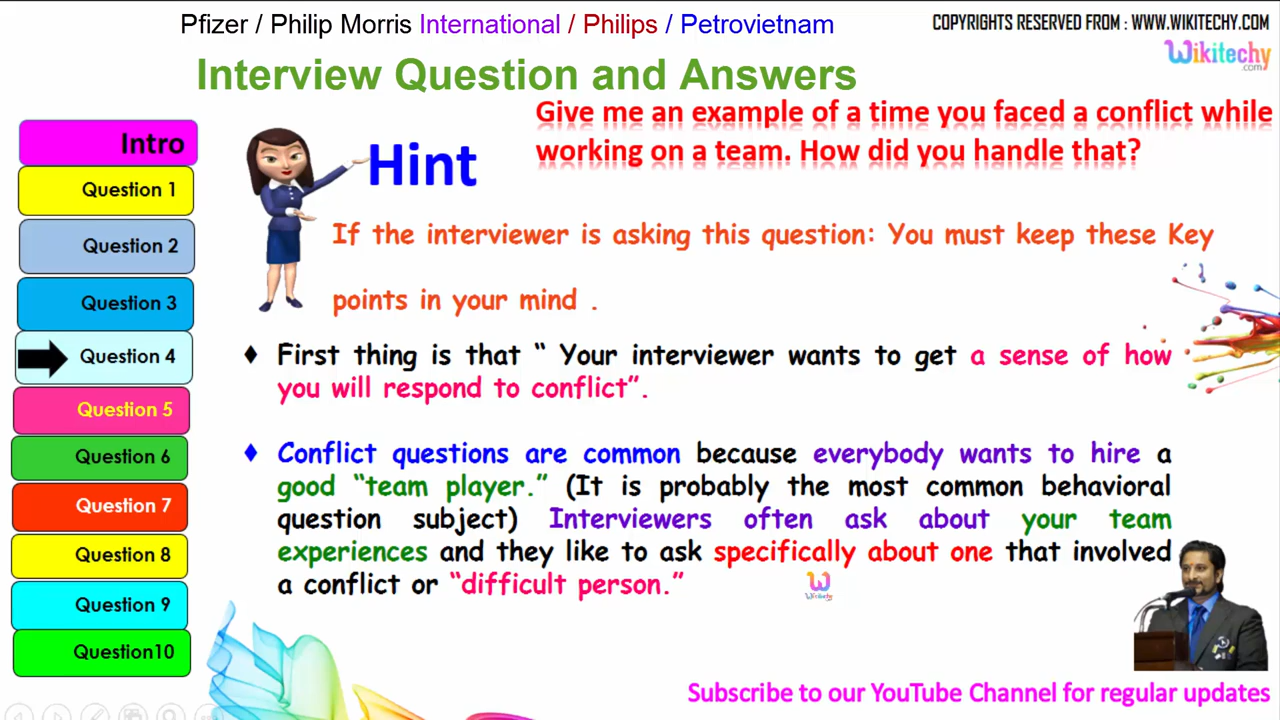 Pfizer / Philip Morris International / Philips / Petrovietnam
COPYRIGHTS RESERVED FROM : WWW.WIKITECHY.COM
Wikitechy
.com
Interview Question and Answers
Give me an example of a time you faced a conflict while
working on a team. How did you handle that?
Intro
Question 1
Question 2
Question 3
Question 4
Question 5
Question 6
Question 7
Question 8
Question 9
Question10
Hint
If the interviewer is asking this question: You must keep these Key
points in your mind .
♦ First thing is that “ Your interviewer wants to get a sense of how
you will respond to conflict”.
♦ Conflict questions are common because everybody wants to hire a
good “team player.” (It is probably the most common behavioral
question subject) Interviewers often ask about your team
experiences and they like to ask specifically about one that involved
a conflict or “difficult person.”
W
Wikitechy
Subscribe to our YouTube Channel for regular updates